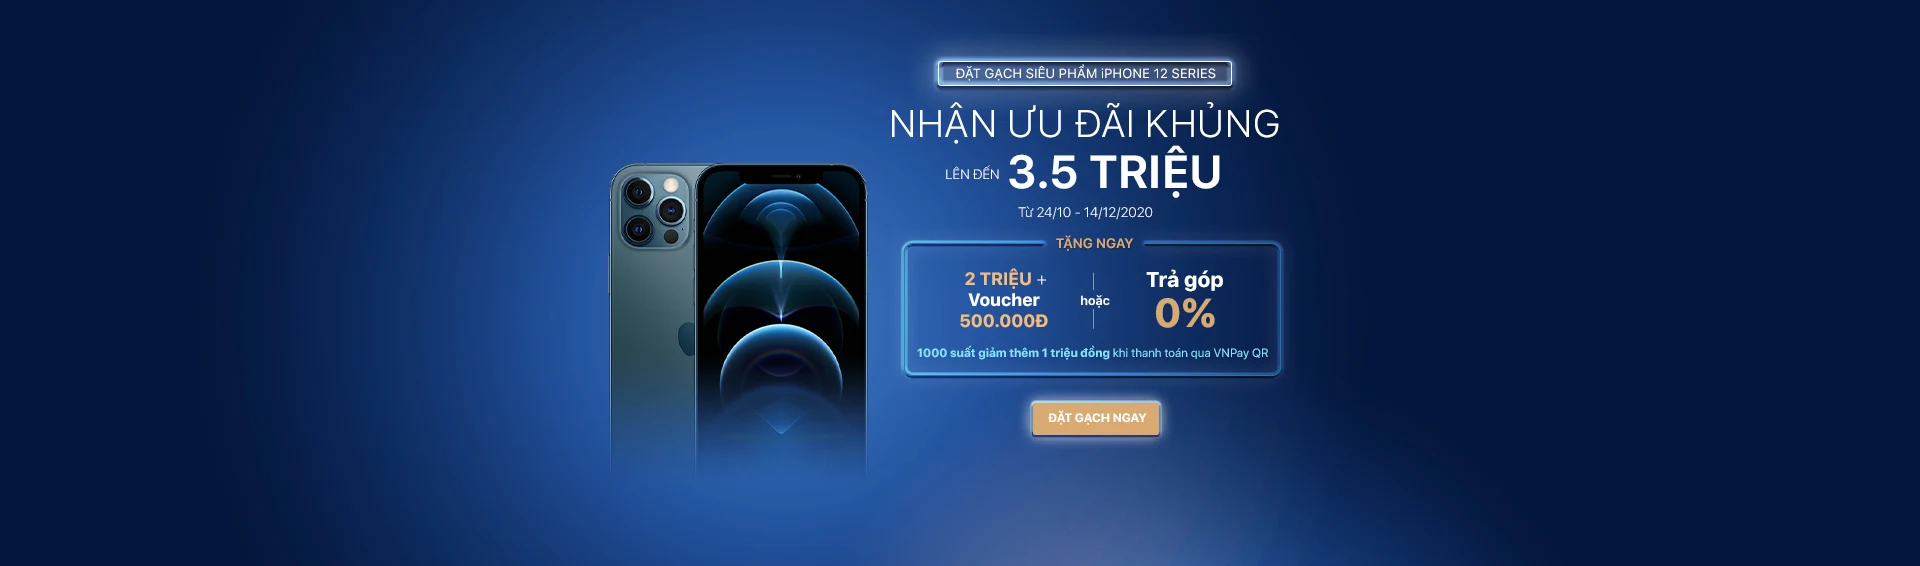 ĐẶT GẠCH SIÊU PHẨM iPHONE 12 SERIES
NHẬN ƯU ĐÃI KHỦNG
LÊN ĐẾN 3.5 TRIỆU
Từ 24/10 - 14/12/2020
TẶNG NGAY
2 TRIỆU +
Voucher
500.000Đ
hoặc
Trả góp
0%
1000 suất giảm thêm 1 triệu đồng khi thanh toán qua VNPay QR
ĐẶT GẠCH NGAY